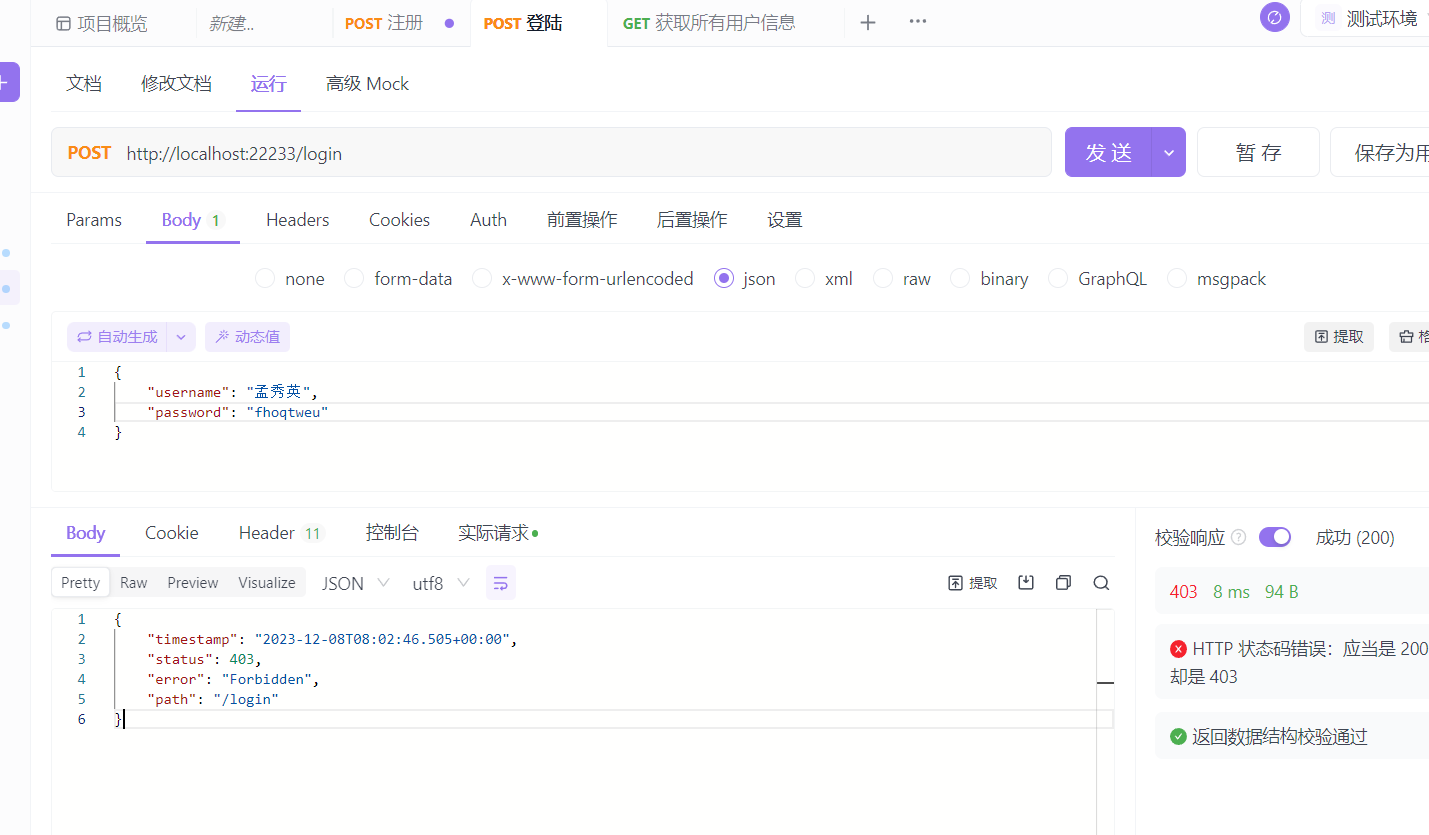 项目概览 新建... POST 注册 POST 登陆 GET 获取所有用户信息 测 测试环境
文档 修改文档 运行 高级 Mock
POST http://localhost:22233/login 发 送 暂 存 保存为用
Params Body 1 Headers Cookies Auth 前置操作 后置操作 设置
none form-data x-www-form-urlencoded json xml raw binary GraphQL msgpack
自动生成 动态值 提取 格
1 {
2 "username": "孟秀英",
3 "password": "fhoqtweu"
4 }
Body Cookie Header 11 控制台 实际请求 校验响应 ? 成功 (200)
Pretty Raw Preview Visualize JSON utf8 提取 403 8 ms 94 B
1 {
2 "timestamp": "2023-12-08T08:02:46.505+00:00",
3 "status": 403,
4 "error": "Forbidden",
5 "path": "/login"
6 }
HTTP 状态码错误：应当是 200
却是 403
返回数据结构校验通过